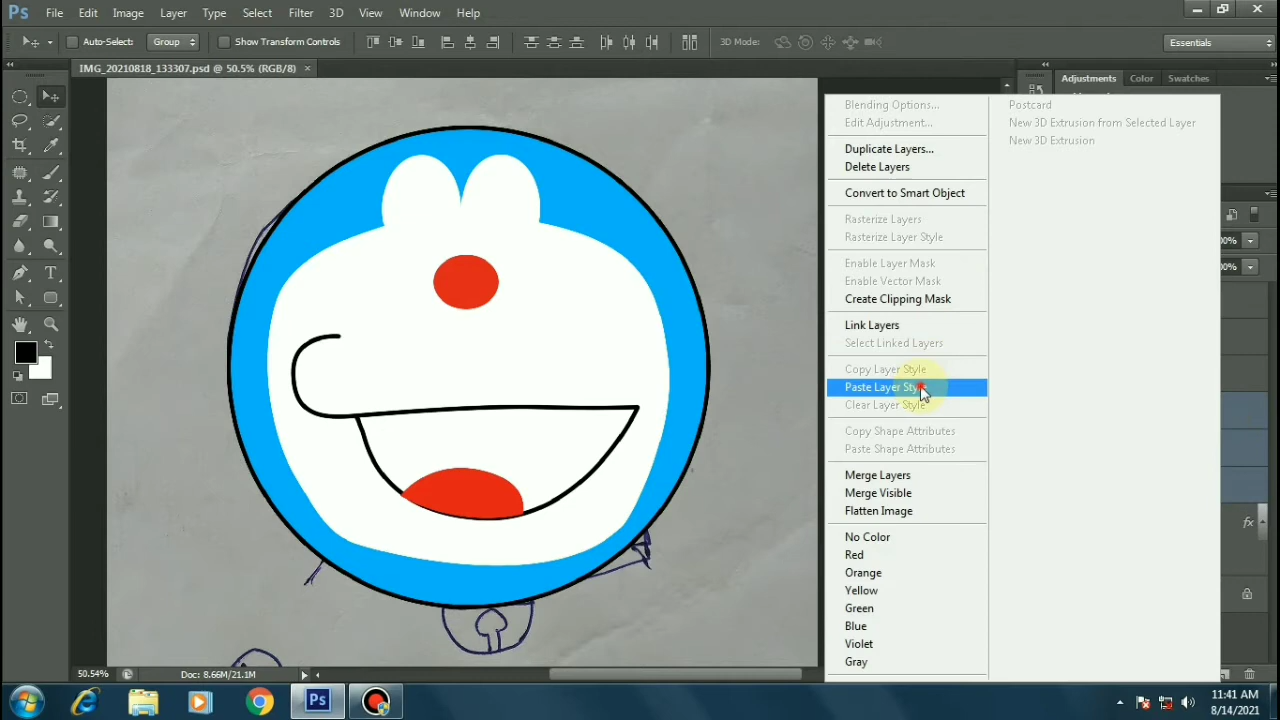 Ps File Edit Image Layer Type Select Filter 3D View Window Help
Auto-Select: Group Show Transform Controls 3D Mode: Essentials
IMG_20210818_133307.psd @ 50.5% (RGB/8) × Adjustments Color Swatches
Blending Options... Postcard
Edit Adjustment... New 3D Extrusion from Selected Layer
New 3D Extrusion
Duplicate Layers...
Delete Layers
Convert to Smart Object
Rasterize Layers
Rasterize Layer Style
Enable Layer Mask
Enable Vector Mask
Create Clipping Mask
Link Layers
Select Linked Layers
Copy Layer Style
Paste Layer Style
Clear Layer Style
Copy Shape Attributes
Paste Shape Attributes
Merge Layers
Merge Visible
Flatten Image
fx
No Color
Red
Orange
Yellow
Green
Blue
Violet
Gray
50.54% Doc: 8.66M/21.1M
Ps
11:41 AM
8/14/2021